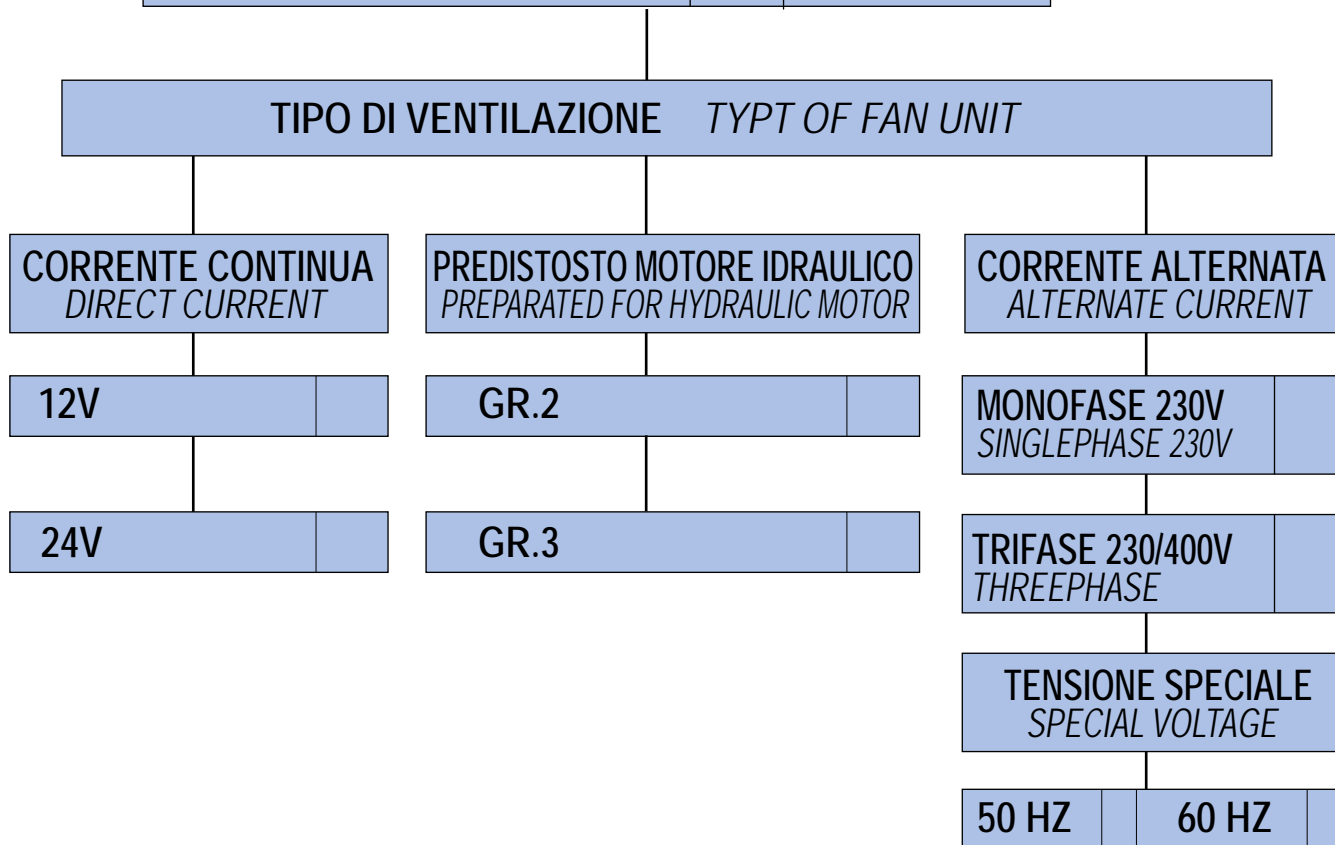 TIPO DI VENTILAZIONE TYPT OF FAN UNIT
CORRENTE CONTINUA
DIRECT CURRENT
12V
24V
PREDISTOSTO MOTORE IDRAULICO
PREPARATED FOR HYDRAULIC MOTOR
GR.2
GR.3
CORRENTE ALTERNATA
ALTERNATE CURRENT
MONOFASE 230V
SINGLEPHASE 230V
TRIFASE 230/400V
THREEPHASE
TENSIONE SPECIALE
SPECIAL VOLTAGE
50 HZ 60 HZ